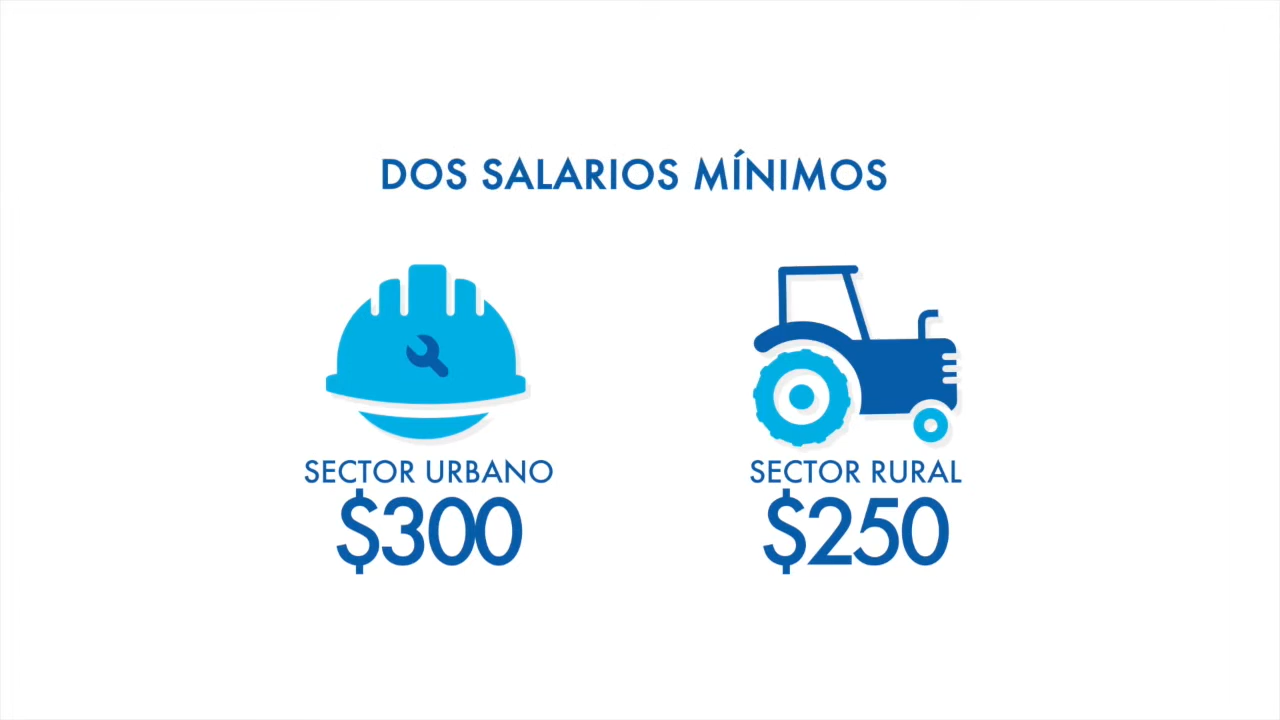 DOS SALARIOS MÍNIMOS
SECTOR URBANO
$300
SECTOR RURAL
$250